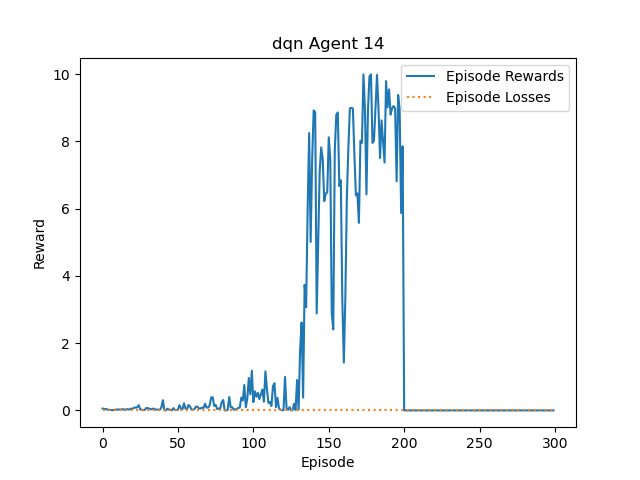 dqn Agent 14
Episode Rewards
Episode Losses
10
8
6
4
2
0
Reward
0 50 100 150 200 250 300
Episode